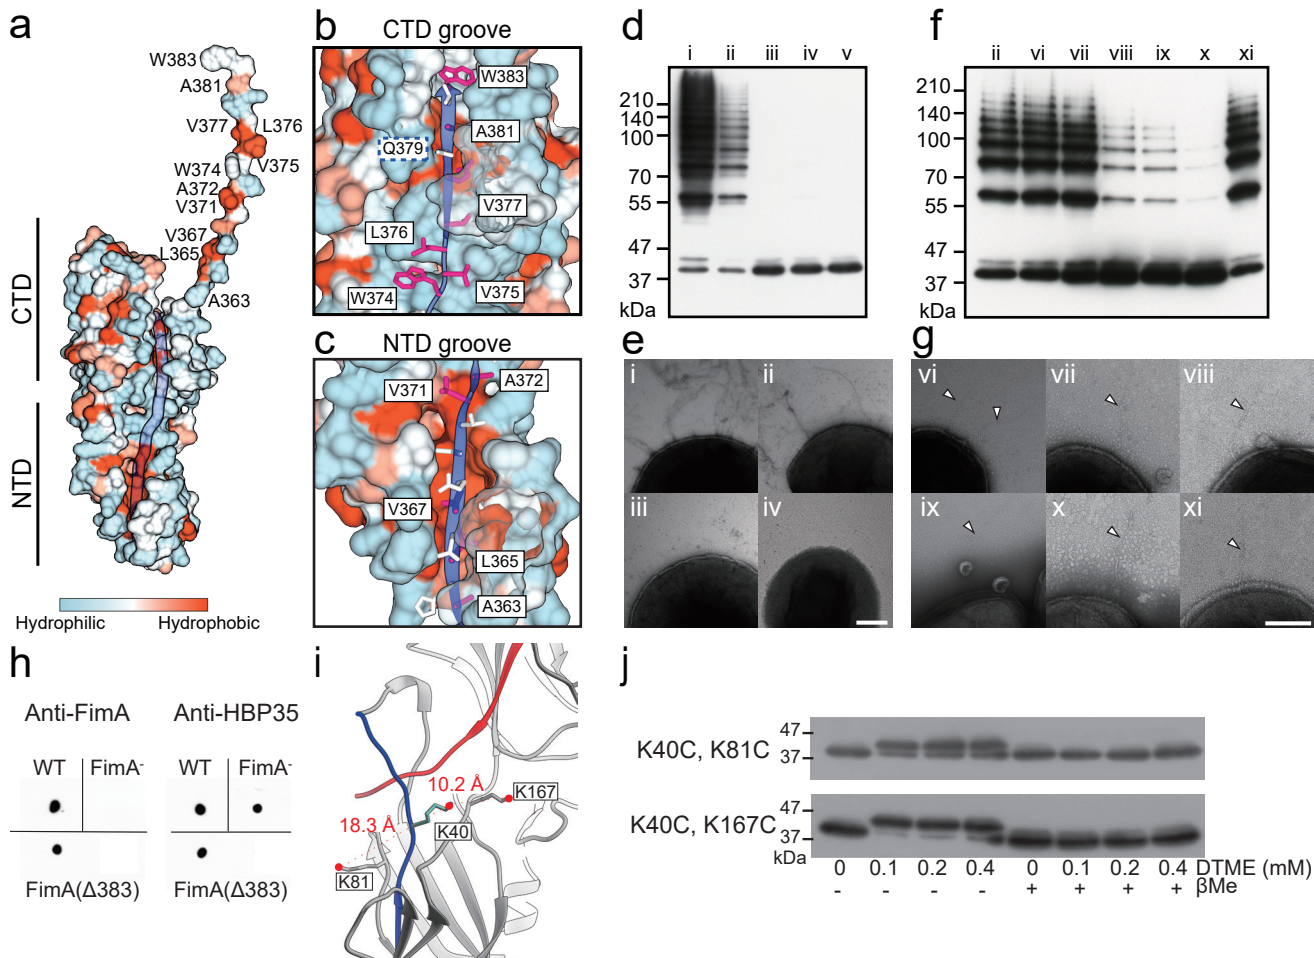 a
W383
A381
V377
L376
W374
V375
A372
V371
V367
L365
A363
CTD
NTD
Hydrophilic
Hydrophobic
b
CTD groove
W383
A381
Q379
V377
L376
V375
W374
c
NTD groove
V371
A372
V367
L365
A363
d
i ii iii iv v
210
140
100
70
55
47
37
kDa
e
i
ii
iii
iv
f
ii vi vii viii ix x xi
210
140
100
70
55
47
37
kDa
g
vi
vii
viii
ix
x
xi
h
Anti-FimA
Anti-HBP35
WT FimA-
WT FimA-
FimA(Δ383)
FimA(Δ383)
i
10.2 Å
K167
18.3 Å
K40
K81
j
K40C, K81C
47
37
K40C, K167C
47
37
kDa
0 0.1 0.2 0.4 0 0.1 0.2 0.4 DTME (mM)
- - - - + + + + βMe